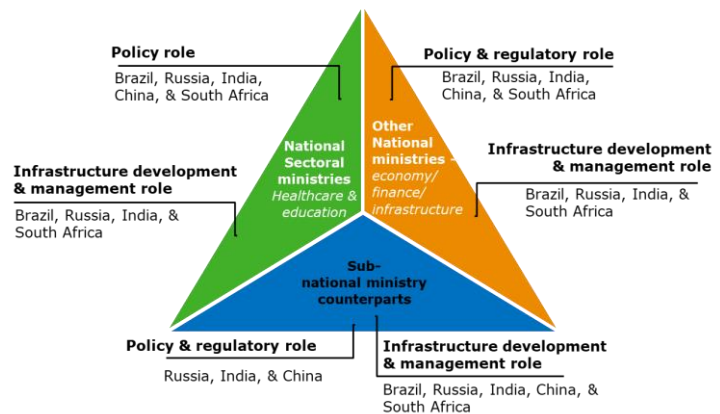 Policy role
Brazil, Russia, India,
China, & South Africa
Policy & regulatory role
Brazil, Russia, India,
China, & South Africa
National
Sectoral
ministries
Healthcare &
education
Other
National
ministries –
economy/
finance/
infrastructure
Infrastructure development
& management role
Brazil, Russia, India, &
South Africa
Infrastructure development
& management role
Brazil, Russia, India, &
South Africa
Sub-
national ministry
counterparts
Policy & regulatory role
Russia, India, & China
Infrastructure development
& management role
Brazil, Russia, India, China, &
South Africa